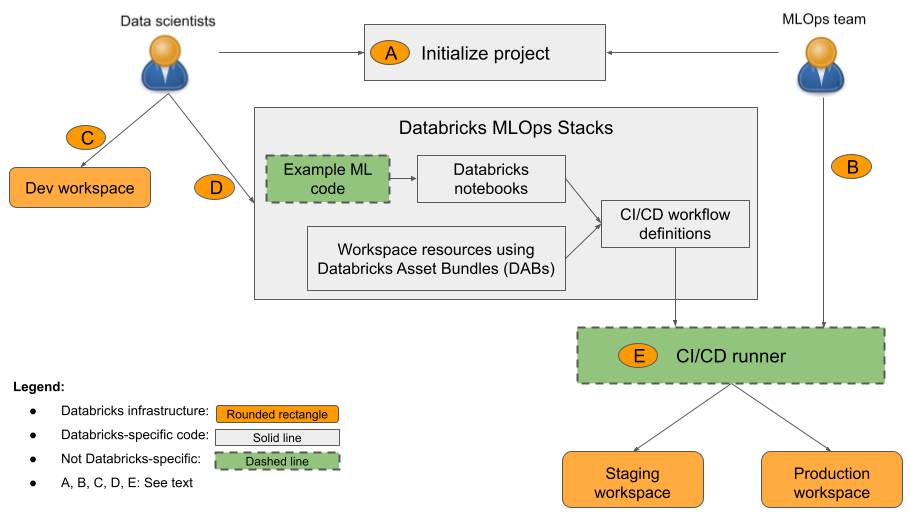 Data scientists
MLOps team
A
Initialize project
C
Dev workspace
D
B
Databricks MLOps Stacks
Example ML
code
Databricks
notebooks
CI/CD workflow
definitions
Workspace resources using
Databricks Asset Bundles (DABs)
E
CI/CD runner
Staging
workspace
Production
workspace
Legend:
● Databricks infrastructure: Rounded rectangle
● Databricks-specific code: Solid line
● Not Databricks-specific: Dashed line
● A, B, C, D, E: See text